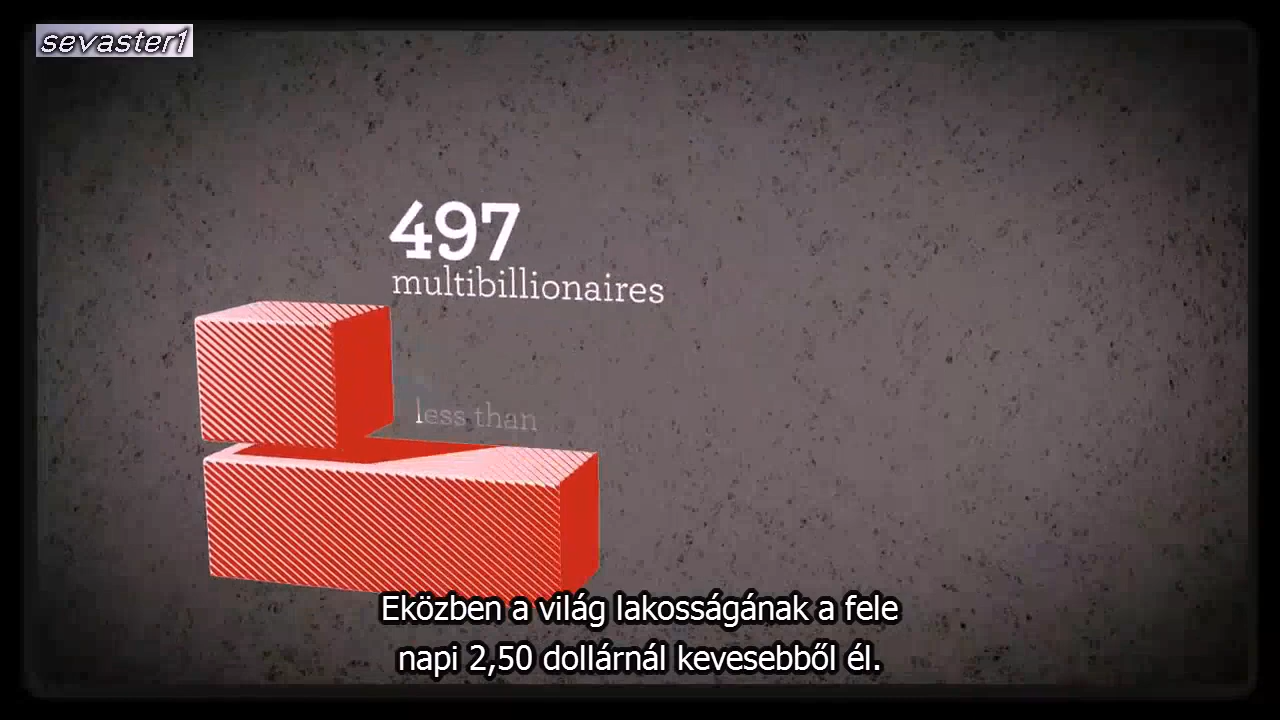 sevaster1
497
multibillionaires
less than
Eközben a világ lakosságának a fele
napi 2,50 dollárnál kevesebből él.